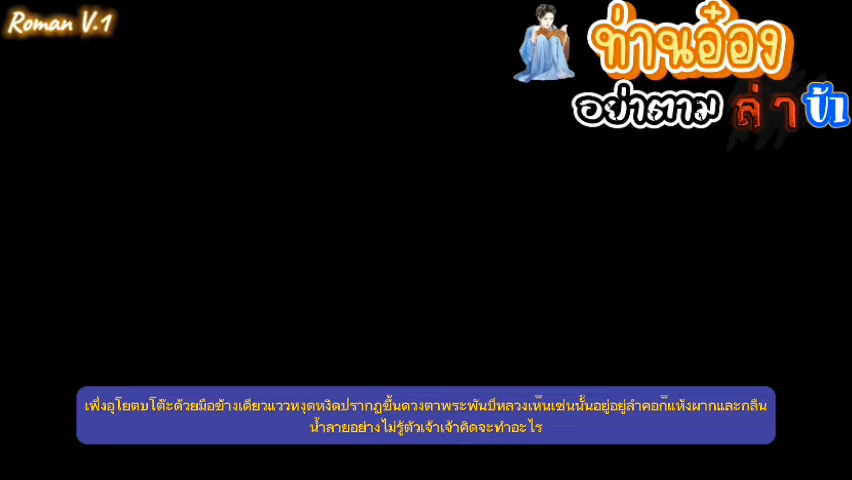 Roman V.1
ท่านอ๋อง
อย่าตาม ล่า ข้า
เพิ่งอุโยตบโต๊ะด้วยมือข้างเดียวแววหงุดหงิดปรากฏขึ้นดวงตาพระพันปีหลวงเห็นเช่นนั้นอยู่อยู่ลำคอก็แห้งผากและกลืน
น้ำลายอย่างไม่รู้ตัวเจ้าเจ้าคิดจะทำอะไร